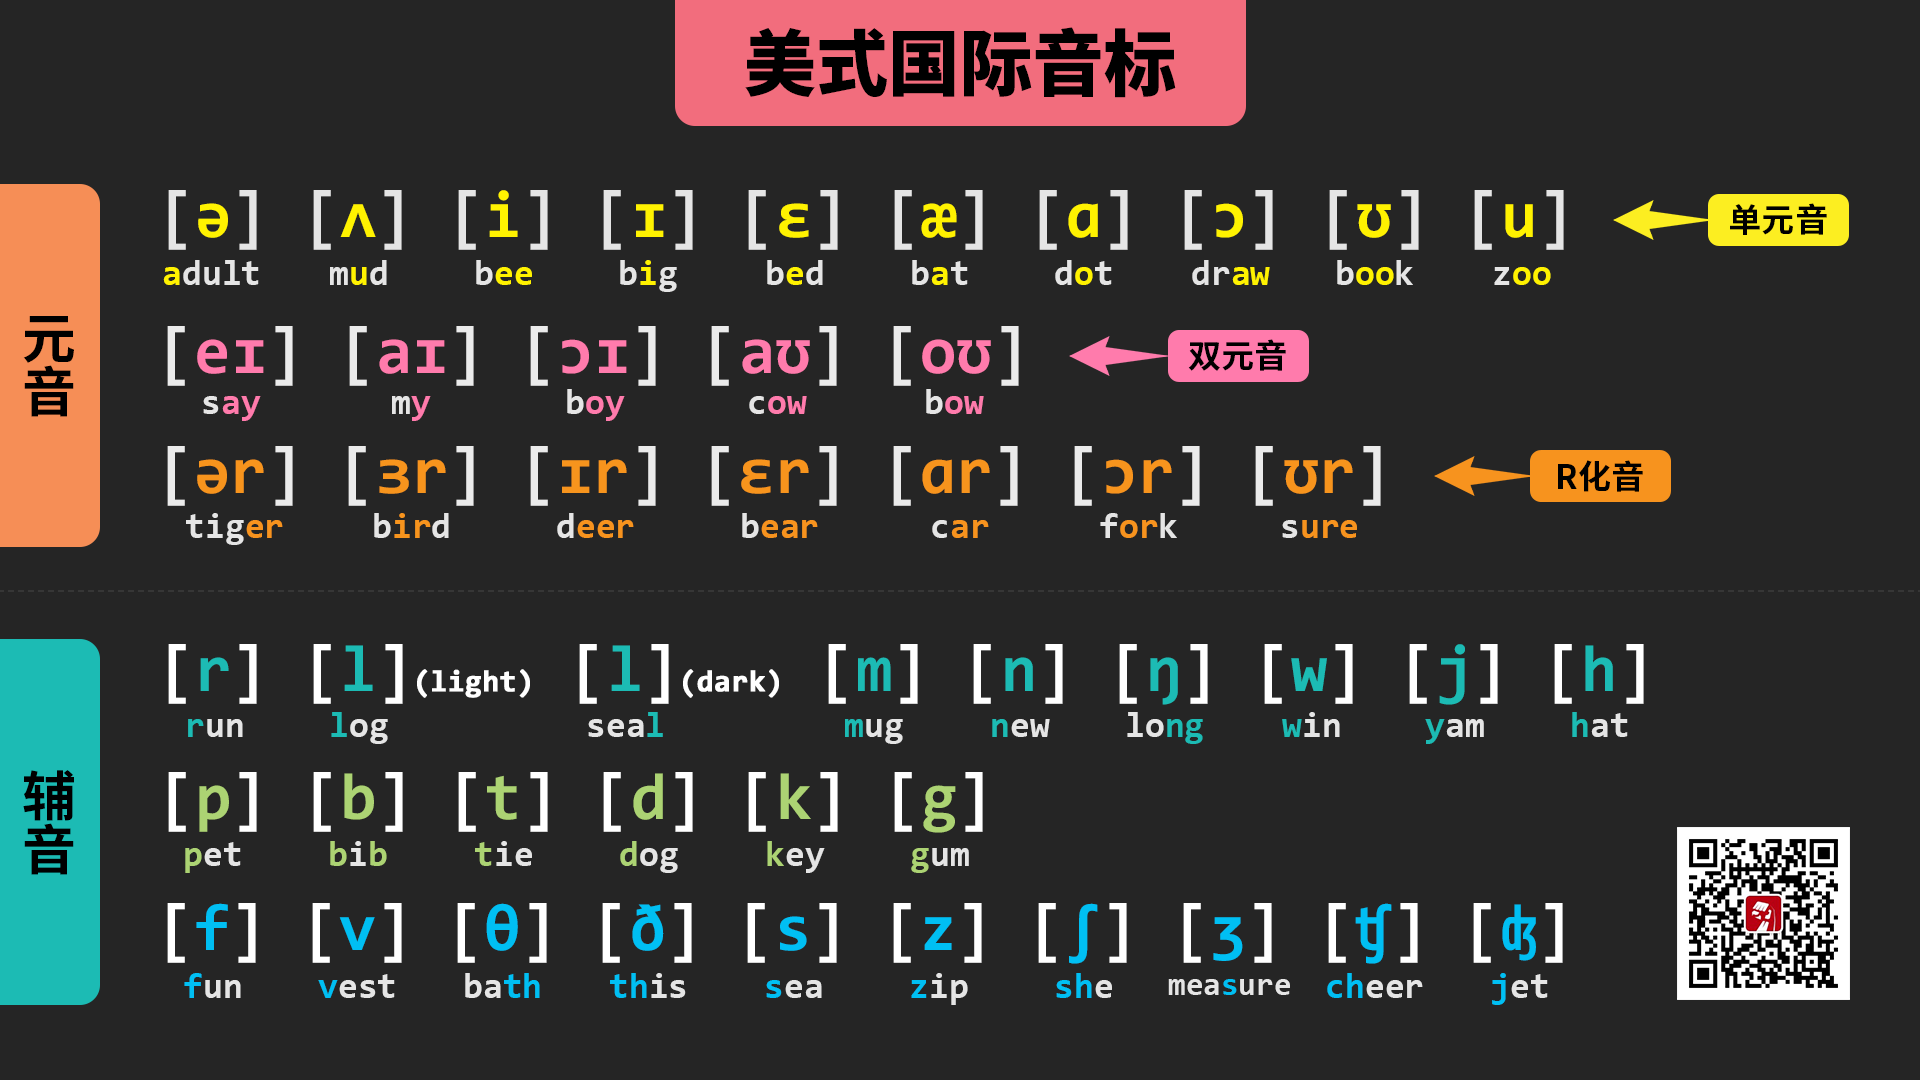 美式国际音标
元音
[ə] [ʌ] [i] [ɪ] [ɛ] [æ] [ɑ] [ɔ] [ʊ] [u] 单元音
adult mud bee big bed bat dot draw book zoo
[eɪ] [aɪ] [ɔɪ] [aʊ] [oʊ] 双元音
say my boy cow bow
[ər] [ɜr] [ɪr] [ɛr] [ɑr] [ɔr] [ʊr] R化音
tiger bird deer bear car fork sure
辅音
[r] [l](light) [l](dark) [m] [n] [ŋ] [w] [j] [h]
run log seal mug new long win yam hat
[p] [b] [t] [d] [k] [g]
pet bib tie dog key gum
[f] [v] [θ] [ð] [s] [z] [ʃ] [ʒ] [ʧ] [ʤ]
fun vest bath this sea zip she measure cheer jet